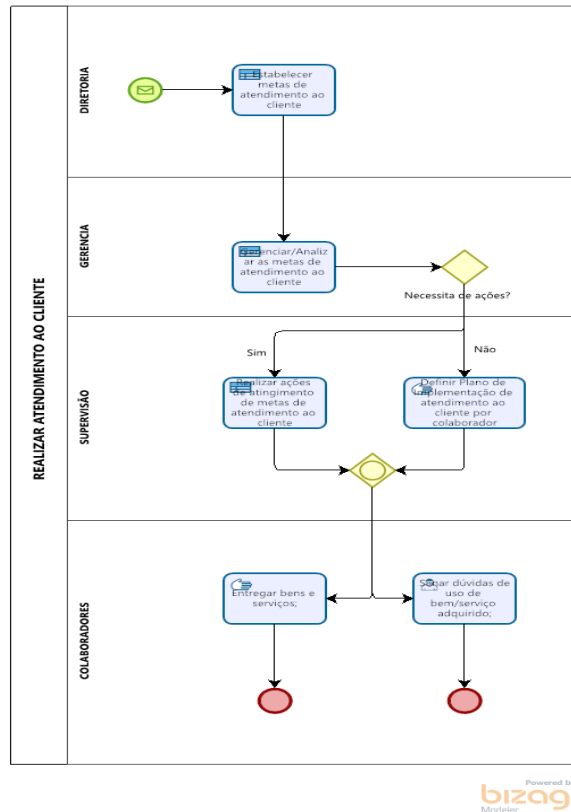 REALIZAR ATENDIMENTO AO CLIENTE
DIRETORIA
Estabelecer
metas de
atendimento ao
cliente
GERENCIA
Gerenciar/Analiz
ar as metas de
atendimento ao
cliente
Necessita de ações?
SUPERVISÃO
Sim
Não
Realizar ações
de atingimento
de metas de
atendimento ao
cliente
Definir Plano de
implementação de
atendimento ao
cliente por
colaborador
COLABORADORES
Entregar bens e
serviços;
Sanar dúvidas de
uso de
bem/serviço
adquirido;
Powered by
bizagi
Modeler